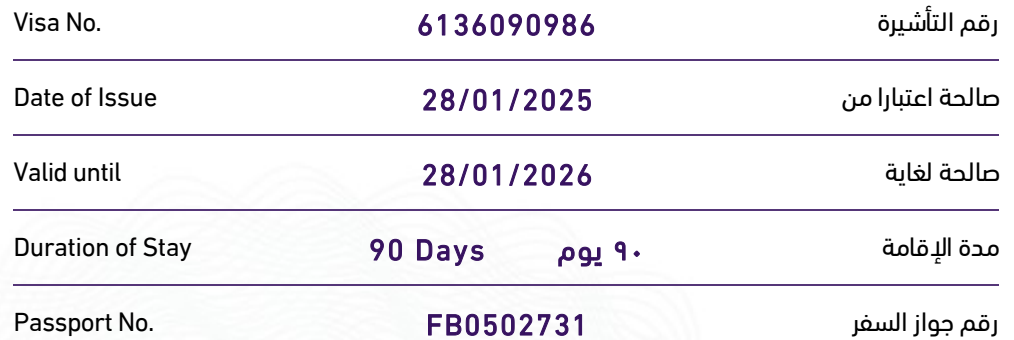 Visa No. 6136090986 رقم التأشيرة
Date of Issue 28/01/2025 صالحة اعتبارا من
Valid until 28/01/2026 صالحة لغاية
Duration of Stay 90 Days ٩٠ يوم مدة الإقامة
Passport No. FB0502731 رقم جواز السفر